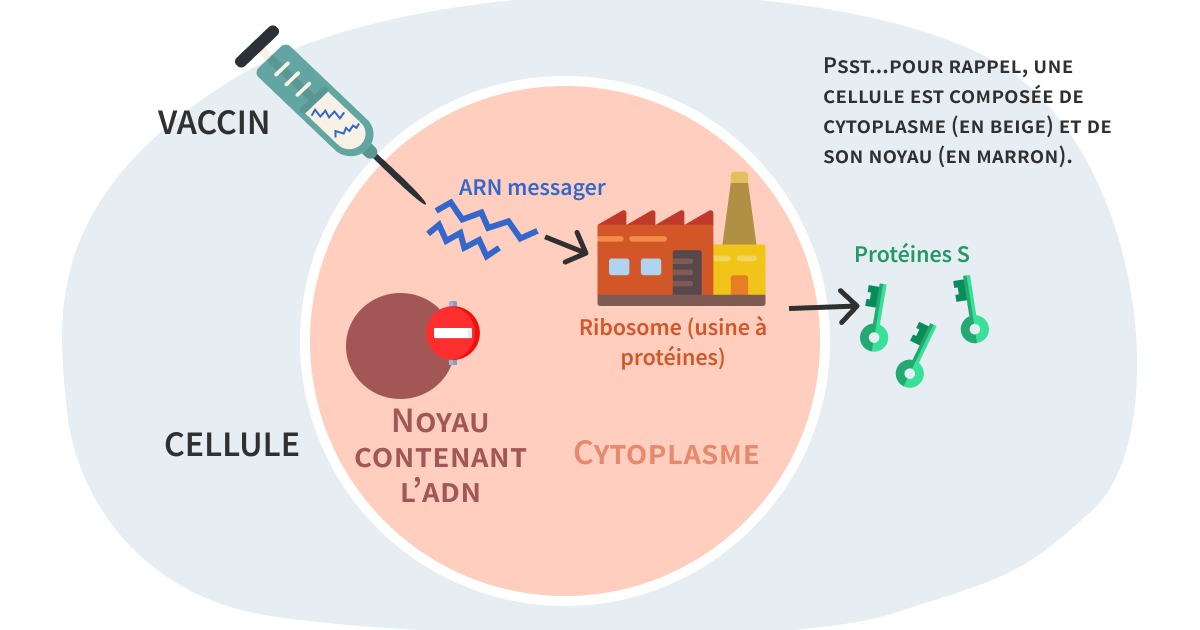 VACCIN
ARN messager
Psst...pour rappel, une
cellule est composée de
cytoplasme (en beige) et de
son noyau (en marron).
Protéines S
Ribosome (usine à
protéines)
CELLULE
Noyau
contenant
l'adn
Cytoplasme